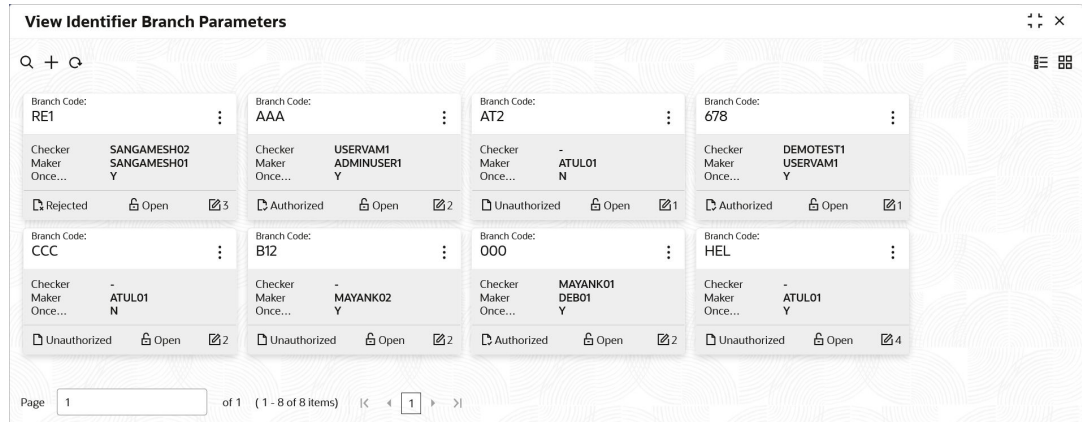 View Identifier Branch Parameters
Branch Code:
RE1
Checker SANGAMESH02
Maker SANGAMESH01
Once... Y
Rejected Open 3
Branch Code:
AAA
Checker USERVAM1
Maker ADMINUSER1
Once... Y
Authorized Open 2
Branch Code:
AT2
Checker -
Maker ATUL01
Once... N
Unauthorized Open 1
Branch Code:
678
Checker DEMOTEST1
Maker USERVAM1
Once... Y
Authorized Open 1
Branch Code:
CCC
Checker -
Maker ATUL01
Once... N
Unauthorized Open 2
Branch Code:
B12
Checker -
Maker MAYANK02
Once... Y
Unauthorized Open 2
Branch Code:
000
Checker MAYANK01
Maker DEB01
Once... Y
Authorized Open 2
Branch Code:
HEL
Checker -
Maker ATUL01
Once... Y
Unauthorized Open 4
Page 1 of 1 ( 1 - 8 of 8 items) 1